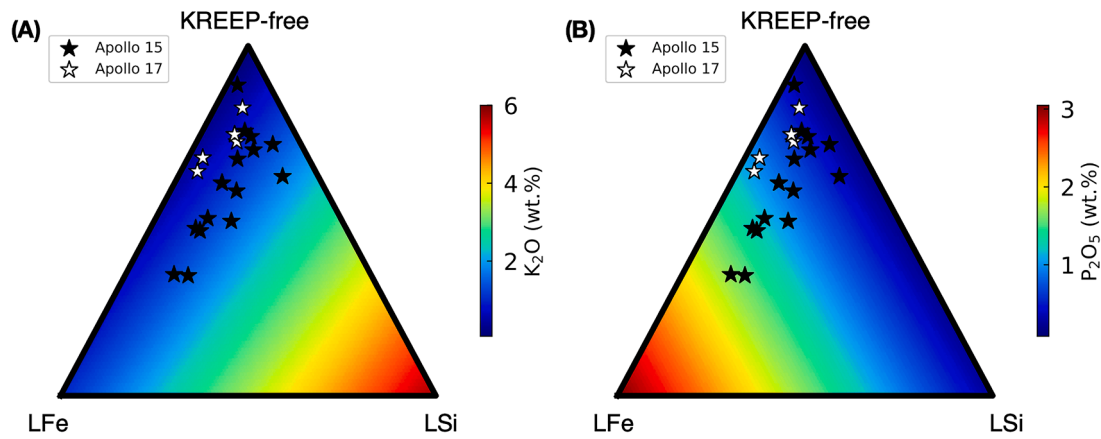 (A)
KREEP-free
Apollo 15
Apollo 17
6
4
2
K₂O (wt.%)
LFe
LSi
(B)
KREEP-free
Apollo 15
Apollo 17
3
2
1
P₂O₅ (wt.%)
LFe
LSi